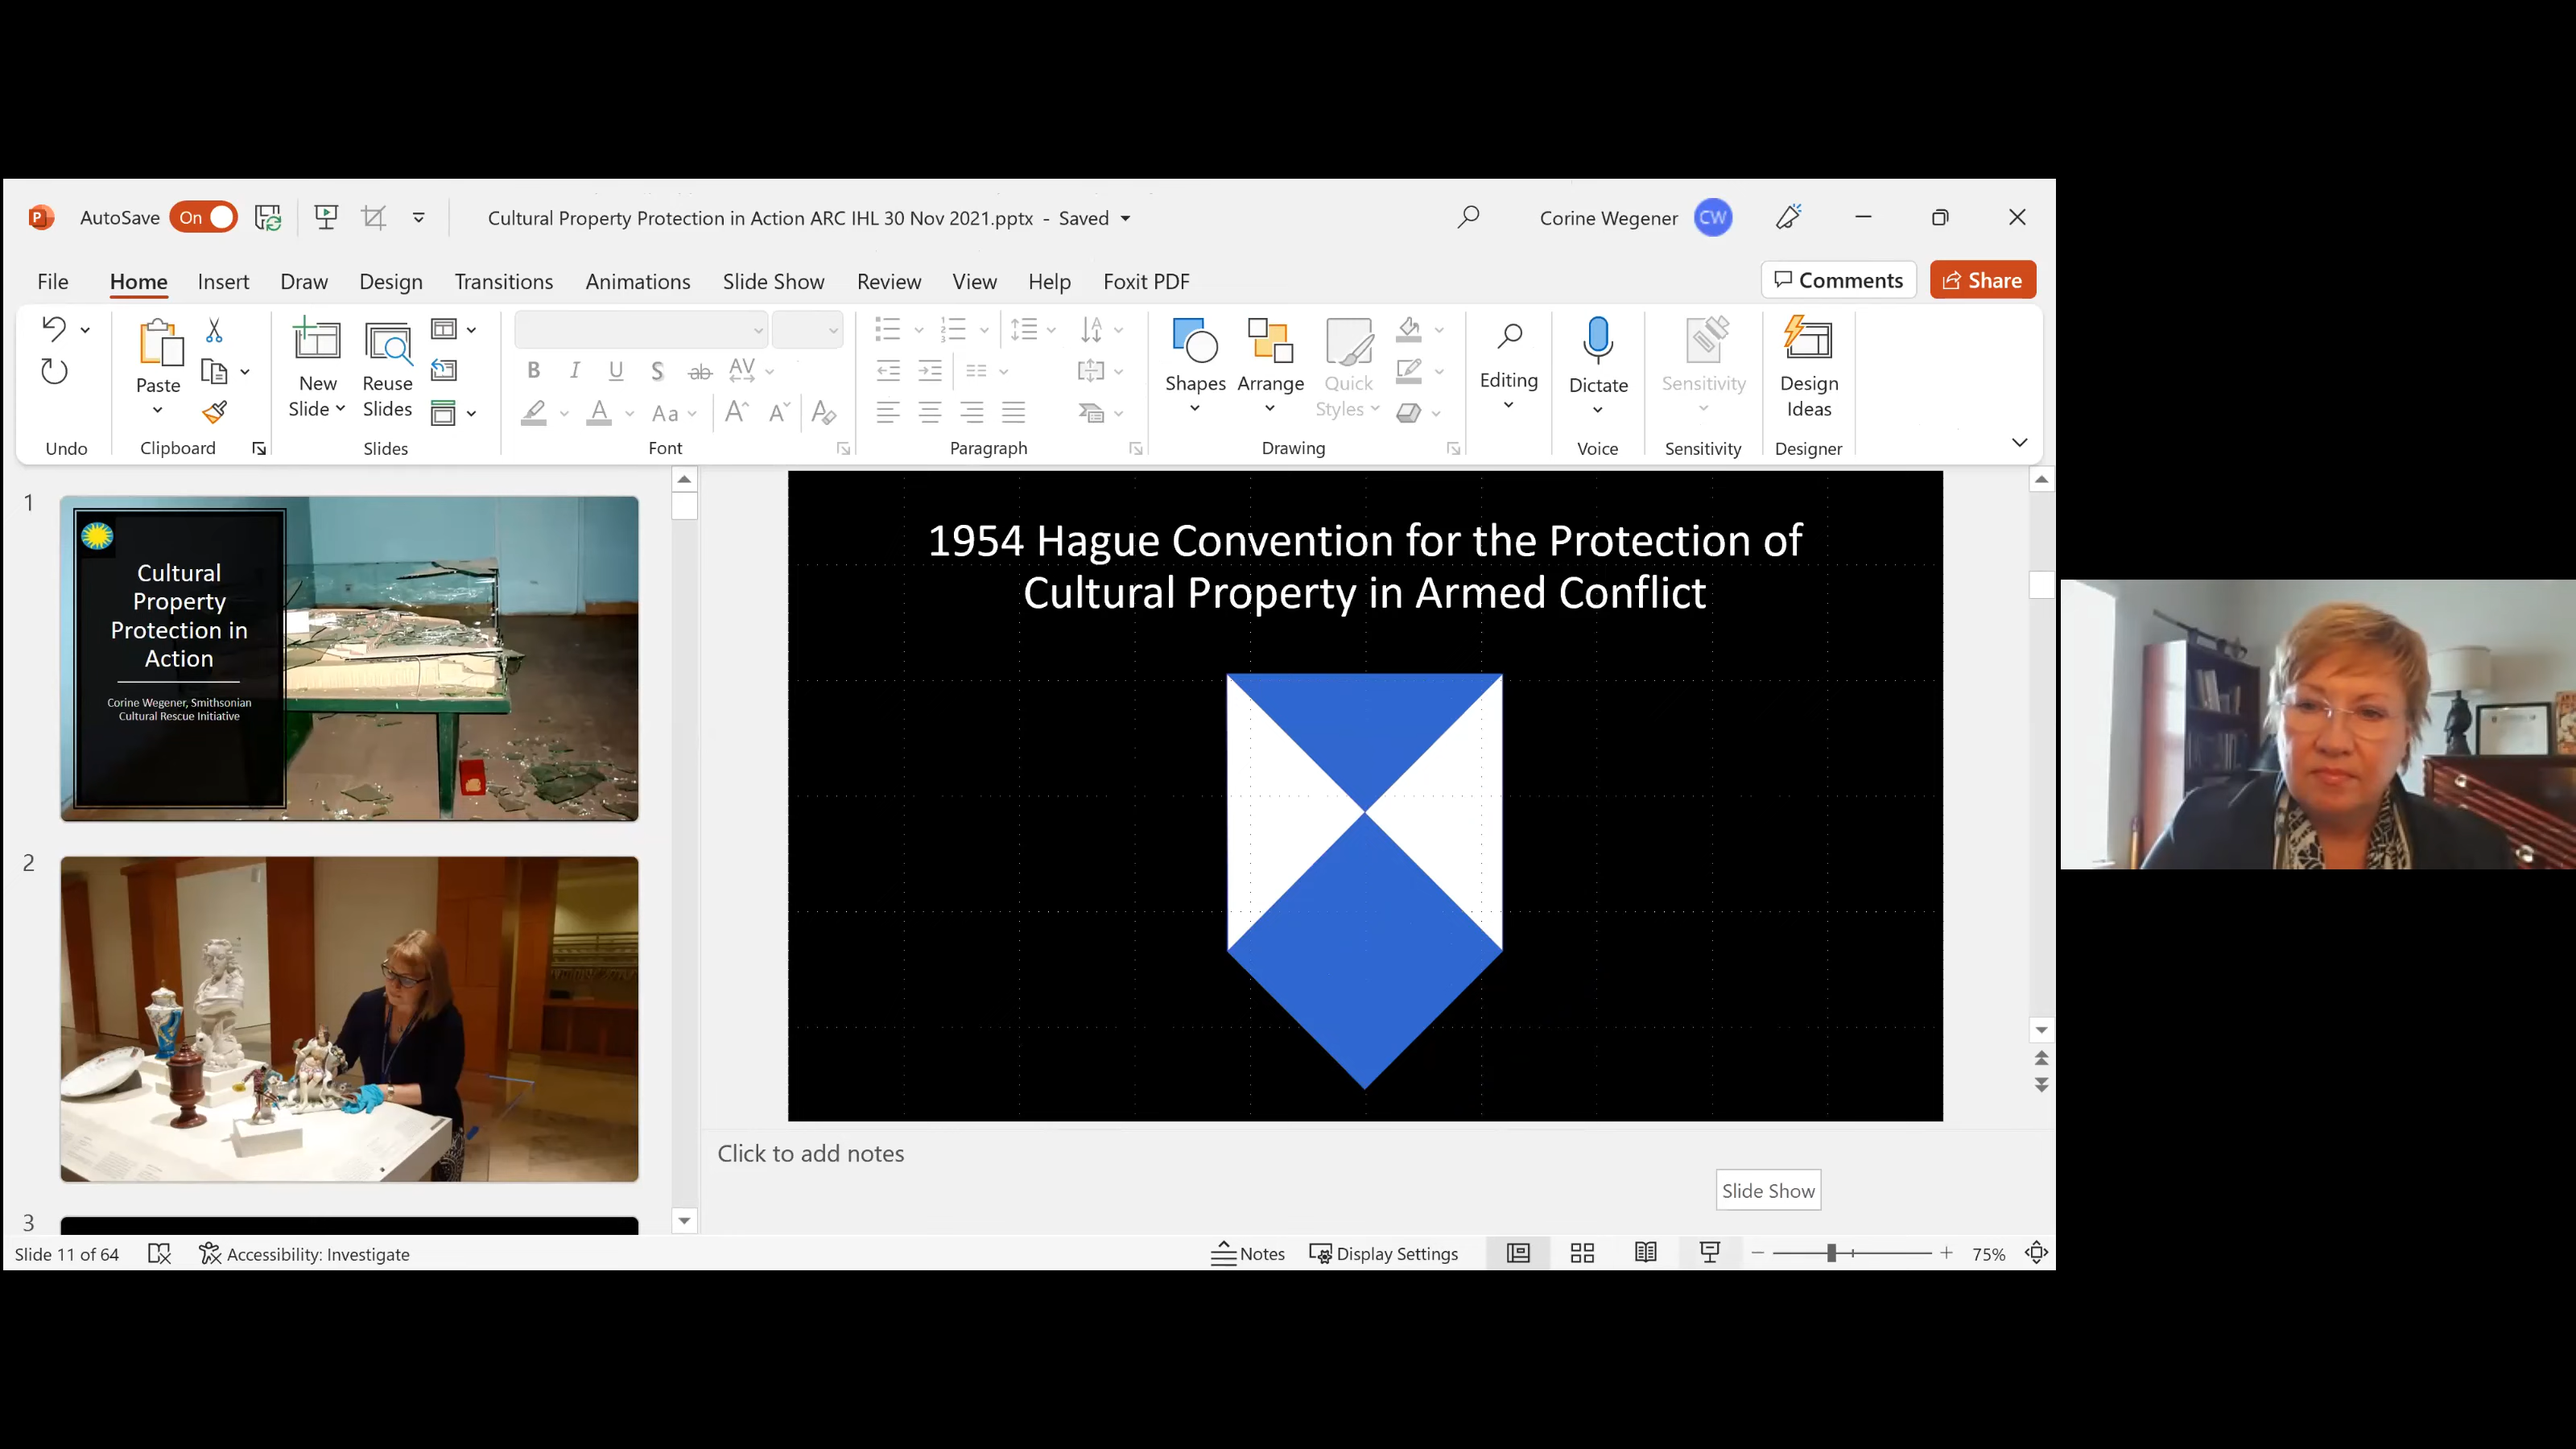 AutoSave On
Cultural Property Protection in Action ARC IHL 30 Nov 2021.pptx - Saved
Corine Wegener CW
File Home Insert Draw Design Transitions Animations Slide Show Review View Help Foxit PDF
Comments Share
Undo
Paste
Clipboard
New Slide
Reuse Slides
Slides
B I U S ab AV
A Aa A A A
Font
Paragraph
Shapes
Arrange
Quick Styles
Drawing
Editing
Dictate
Voice
Sensitivity
Sensitivity
Design Ideas
Designer
1
Cultural
Property
Protection in
Action
Corine Wegener, Smithsonian
Cultural Rescue Initiative
2
3
1954 Hague Convention for the Protection of
Cultural Property in Armed Conflict
Click to add notes
Slide Show
Slide 11 of 64 Accessibility: Investigate Notes Display Settings 75%